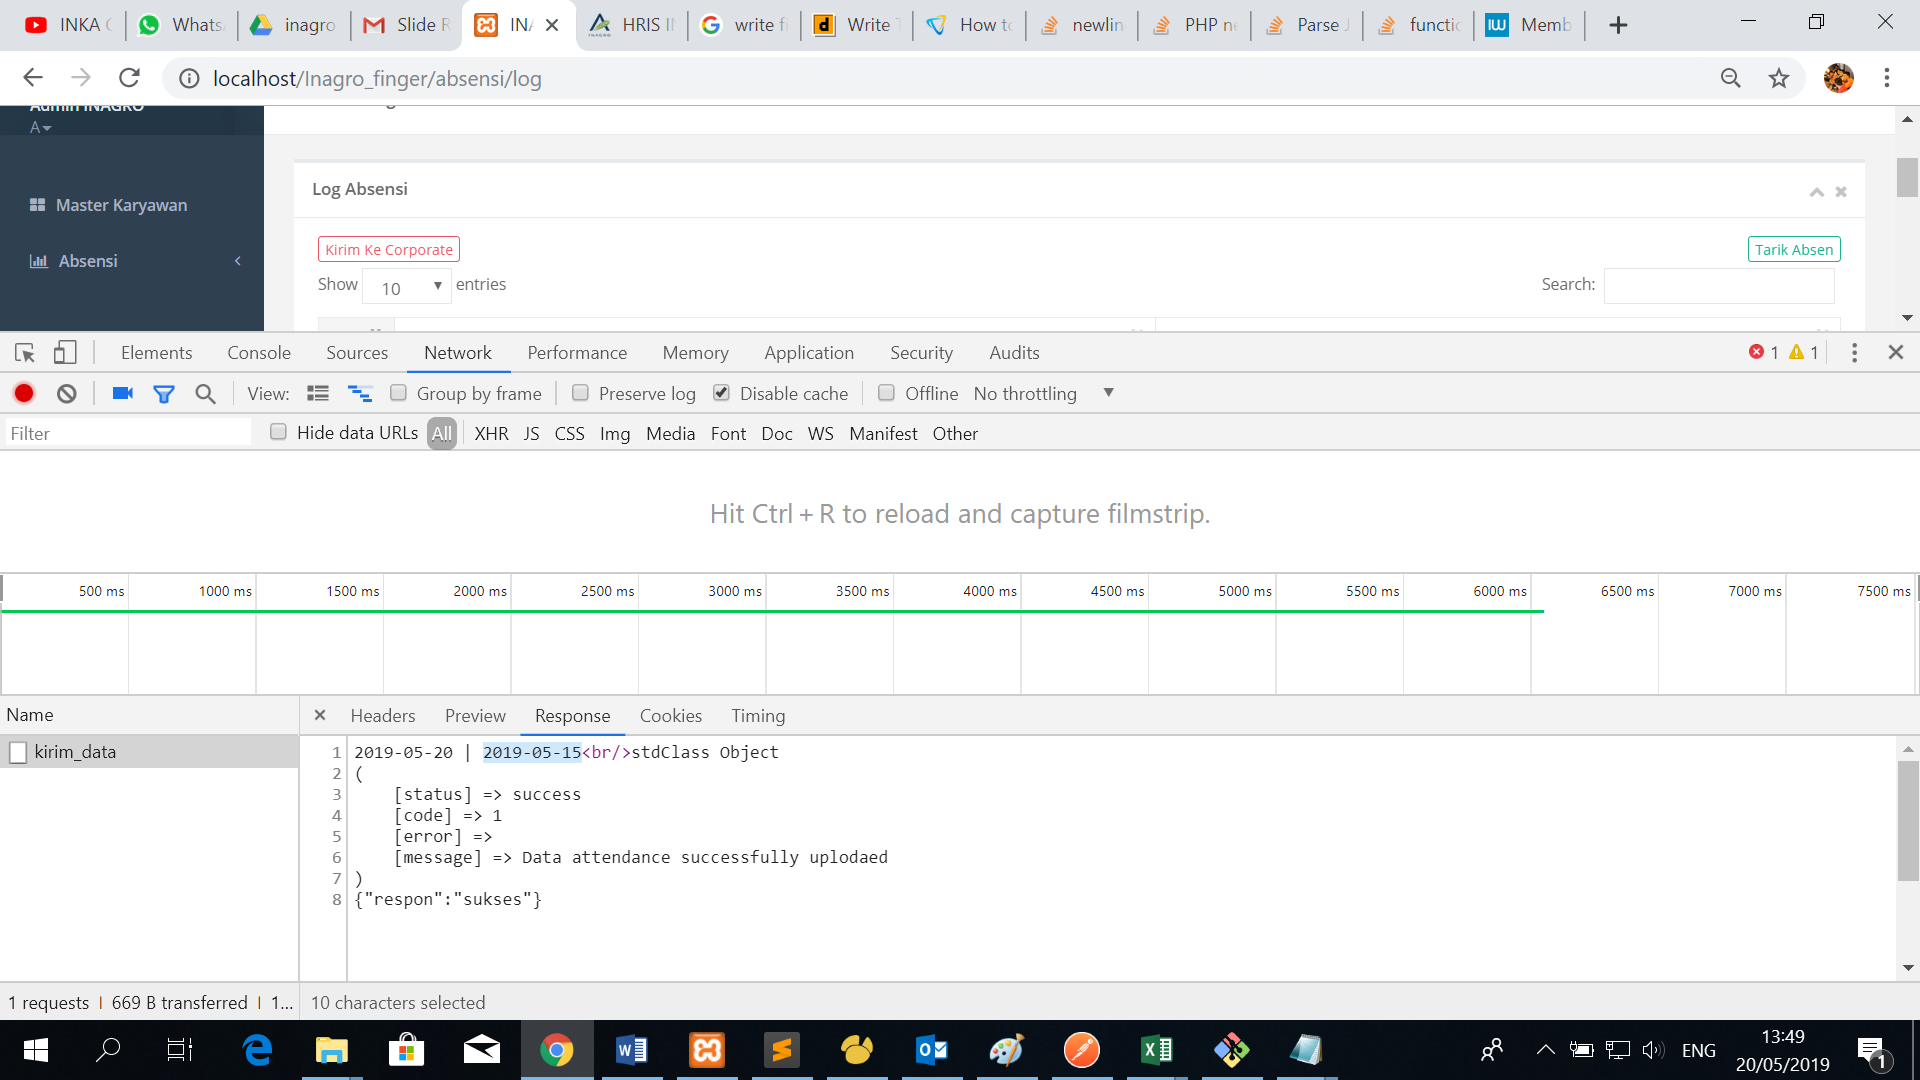 INKA
Whats
inagro
Slide R
INA
HRIS I
write fi
Write
How to
newlin
PHP n
Parse J
functio
Memb
localhost/Inagro_finger/absensi/log
Admin INAGRO
A
Master Karyawan
Absensi
Log Absensi
Kirim Ke Corporate
Tarik Absen
Show 10 entries
Search:
Elements Console Sources Network Performance Memory Application Security Audits 1 1
View: Group by frame Preserve log Disable cache Offline No throttling
Filter Hide data URLs All XHR JS CSS Img Media Font Doc WS Manifest Other
Hit Ctrl + R to reload and capture filmstrip.
500 ms 1000 ms 1500 ms 2000 ms 2500 ms 3000 ms 3500 ms 4000 ms 4500 ms 5000 ms 5500 ms 6000 ms 6500 ms 7000 ms 7500 ms
Name
Headers Preview Response Cookies Timing
kirim_data
1 2019-05-20 | 2019-05-15<br/>stdClass Object
2 (
3 [status] => success
4 [code] => 1
5 [error] =>
6 [message] => Data attendance successfully uplodaed
7 )
8 {"respon":"sukses"}
1 requests | 669 B transferred | 1...
10 characters selected
ENG
13:49
20/05/2019
1